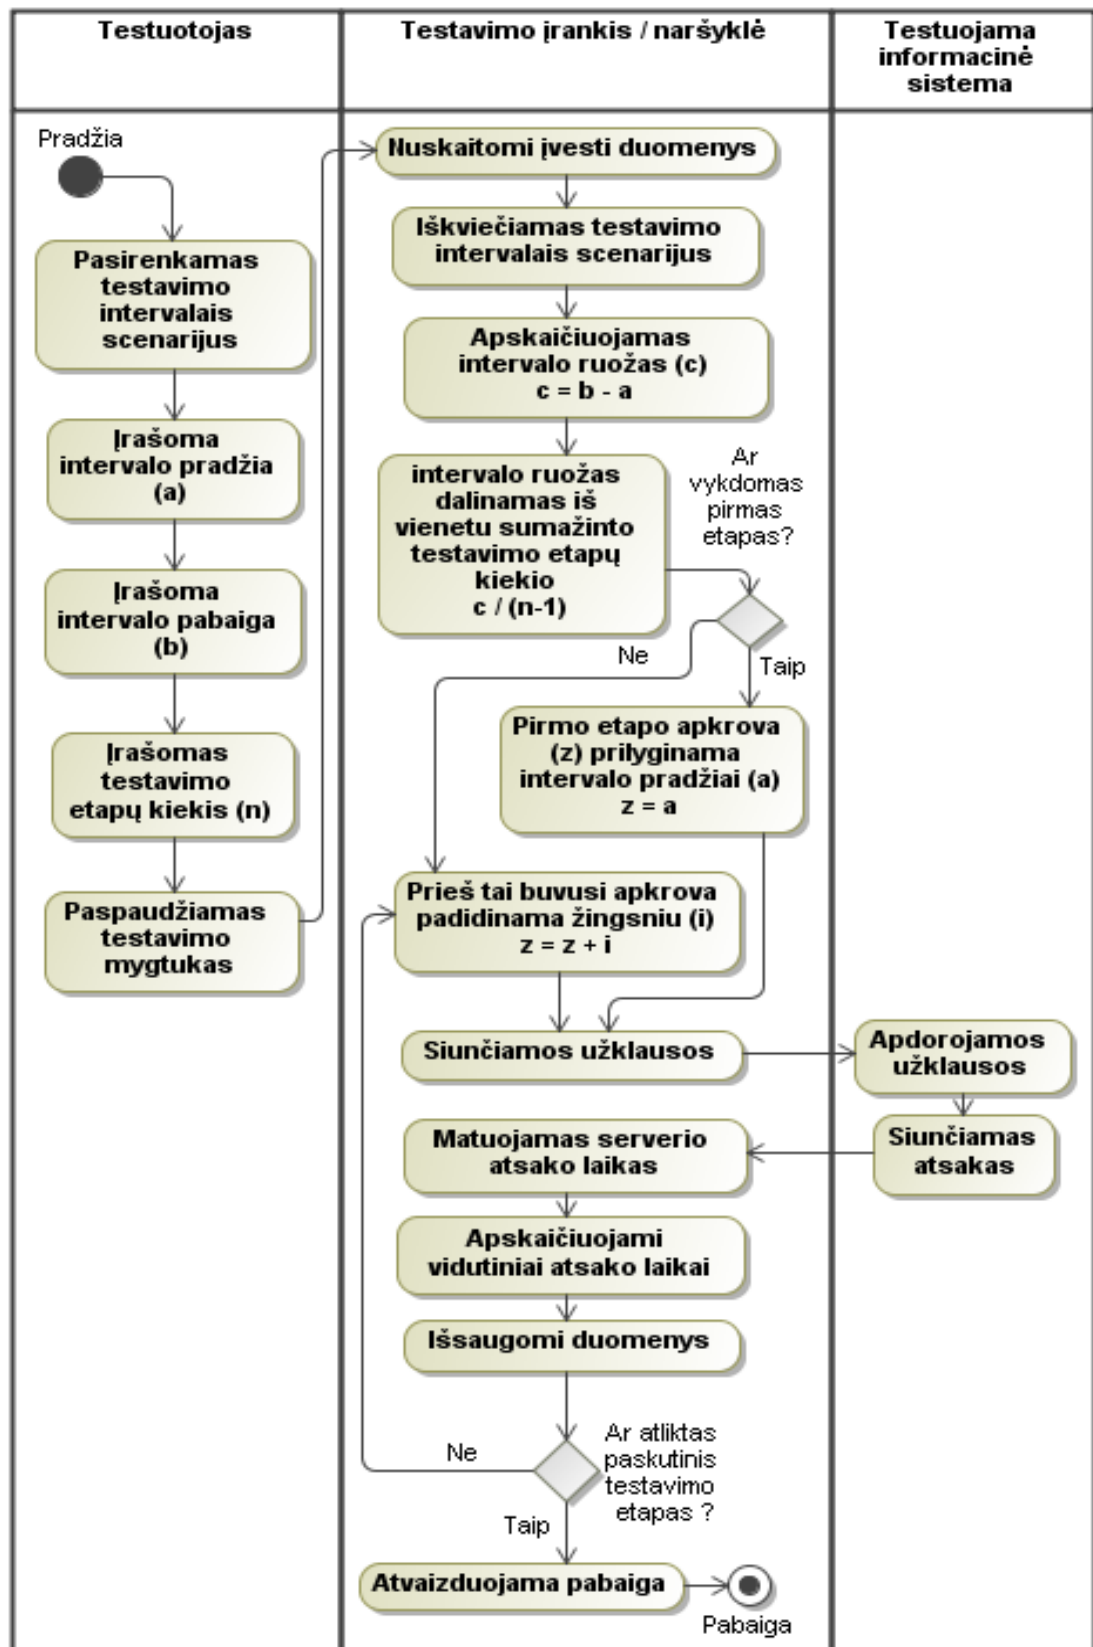 Testuotojas
Testavimo įrankis / naršyklė
Testuojama
informacinė
sistema
Pradžia
Pasirenkamas
testavimo
intervalais
scenarijus
Įrašoma
intervalo pradžia
(a)
Įrašoma
intervalo pabaiga
(b)
Įrašomas
testavimo
etapų kiekis (n)
Paspaudžiamas
testavimo
mygtukas
Nuskaitomi įvesti duomenys
Iškviečiamas testavimo
intervalais scenarijus
Apskaičiuojamas
intervalo ruožas (c)
c = b - a
intervalo ruožas
dalinamas iš
vienetu sumažinto
testavimo etapų
kiekio
c / (n-1)
Ar
vykdomas
pirmas
etapas?
Ne
Taip
Pirmo etapo apkrova
(z) prilyginama
intervalo pradžiai (a)
z = a
Prieš tai buvusi apkrova
padidinama žingsniu (i)
z = z + i
Siunčiamos užklausos
Apdorojamos
užklausos
Siunčiamas
atsakas
Matuojamas serverio
atsako laikas
Apskaičiuojami
vidutiniai atsako laikai
Išsaugomi duomenys
Ar atliktas
paskutinis
testavimo
etapas ?
Ne
Taip
Atvaizduojama pabaiga
Pabaiga